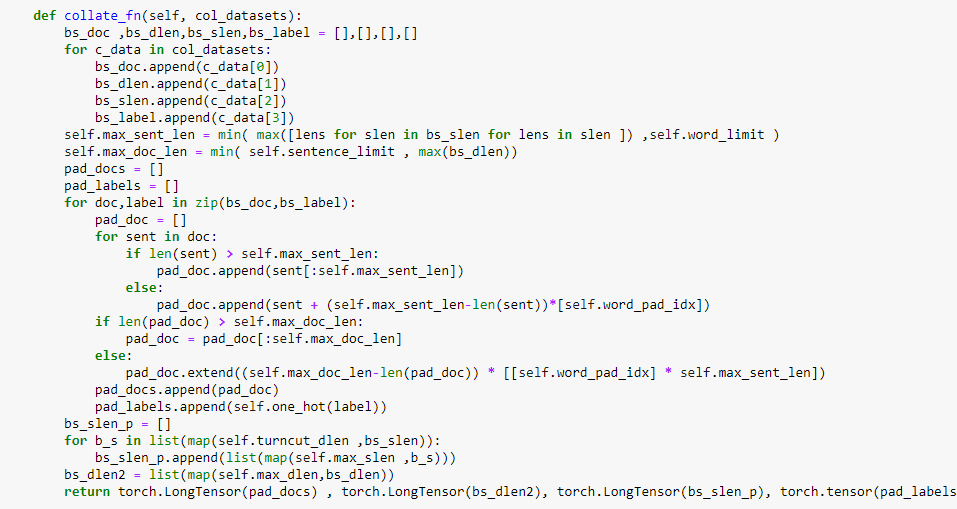 def collate_fn(self, col_datasets):
    bs_doc ,bs_dlen,bs_slen,bs_label = [],[],[],[]
    for c_data in col_datasets:
        bs_doc.append(c_data[0])
        bs_dlen.append(c_data[1])
        bs_slen.append(c_data[2])
        bs_label.append(c_data[3])
    self.max_sent_len = min( max([lens for slen in bs_slen for lens in slen ]) ,self.word_limit )
    self.max_doc_len = min( self.sentence_limit , max(bs_dlen))
    pad_docs = []
    pad_labels = []
    for doc,label in zip(bs_doc,bs_label):
        pad_doc = []
        for sent in doc:
            if len(sent) > self.max_sent_len:
                pad_doc.append(sent[:self.max_sent_len])
            else:
                pad_doc.append(sent + (self.max_sent_len-len(sent))*[self.word_pad_idx])
        if len(pad_doc) > self.max_doc_len:
            pad_doc = pad_doc[:self.max_doc_len]
        else:
            pad_doc.extend((self.max_doc_len-len(pad_doc)) * [[self.word_pad_idx] * self.max_sent_len])
        pad_docs.append(pad_doc)
        pad_labels.append(self.one_hot(label))
    bs_slen_p = []
    for b_s in list(map(self.turncut_dlen ,bs_slen)):
        bs_slen_p.append(list(map(self.max_slen ,b_s)))
    bs_dlen2 = list(map(self.max_dlen,bs_dlen))
    return torch.LongTensor(pad_docs) , torch.LongTensor(bs_dlen2), torch.LongTensor(bs_slen_p), torch.tensor(pad_labels